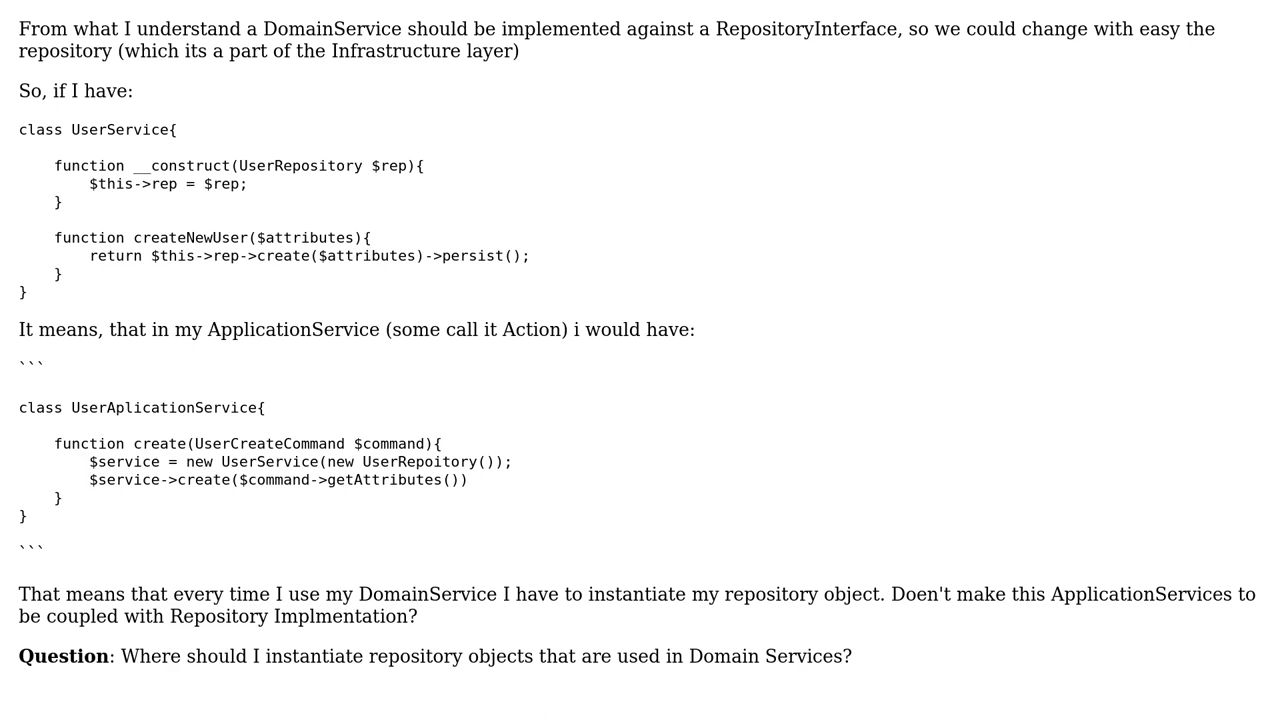 From what I understand a DomainService should be implemented against a RepositoryInterface, so we could change with easy the
repository (which its a part of the Infrastructure layer)
So, if I have:
class UserService{
    function __construct(UserRepository $rep){
        $this->rep = $rep;
    }
    function createNewUser($attributes){
        return $this->rep->create($attributes)->persist();
    }
}
It means, that in my ApplicationService (some call it Action) i would have:
```
class UserAplicationService{
    function create(UserCreateCommand $command){
        $service = new UserService(new UserRepoitory());
        $service->create($command->getAttributes())
    }
}
```
That means that every time I use my DomainService I have to instantiate my repository object. Doen't make this ApplicationServices to
be coupled with Repository Implmentation?
Question: Where should I instantiate repository objects that are used in Domain Services?